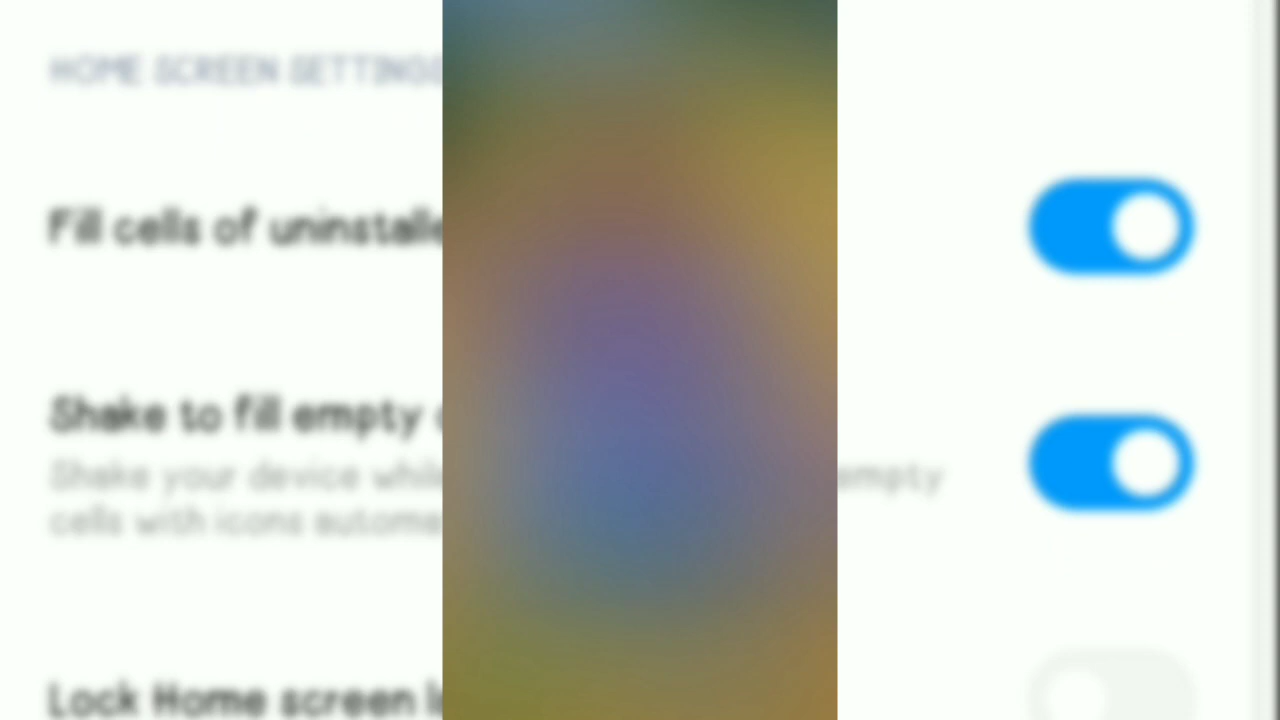 HOME SCREEN SETTINGS
Fill cells of uninstalle
Shake to fill empty
Shake your device while empty
cells with icons automa
Lock Home screen l